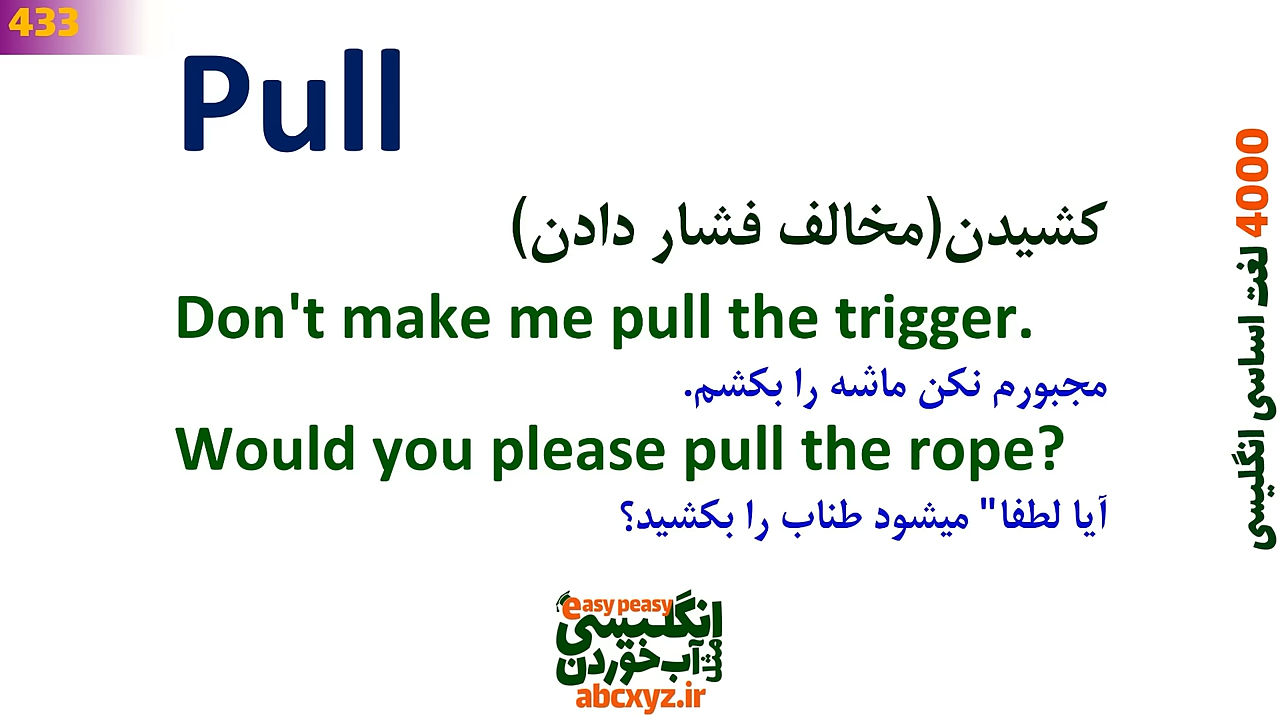 433
Pull
کشیدن(مخالف فشار دادن)
Don't make me pull the trigger.
مجبورم نکن ماشه را بکشم.
Would you please pull the rope?
آیا لطفا" میشود طناب را بکشید؟
4000 لغت اساسی انگلیسی
easy peasy
انگلیسی
مثل آب خوردن
abcxyz.ir